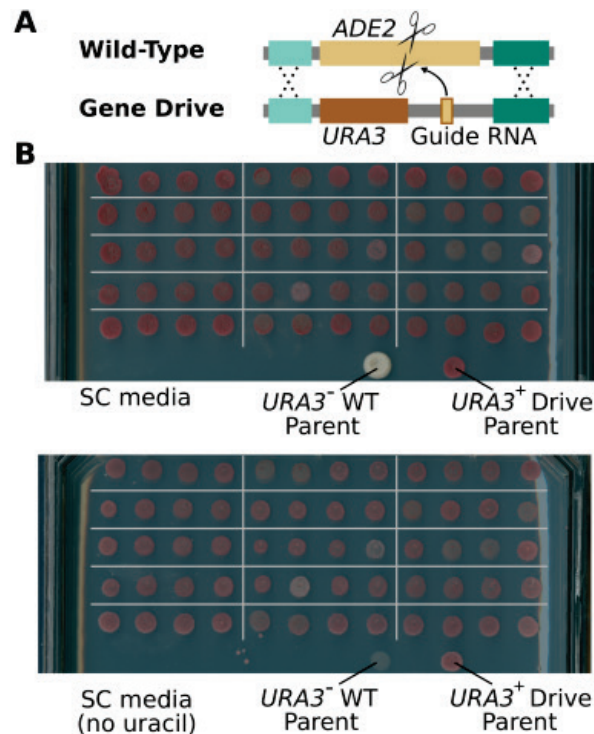 A
ADE2
Wild-Type
Gene Drive
URA3 Guide RNA
B
SC media
URA3⁻ WT
Parent
URA3⁺ Drive
Parent
SC media
(no uracil)
URA3⁻ WT
Parent
URA3⁺ Drive
Parent